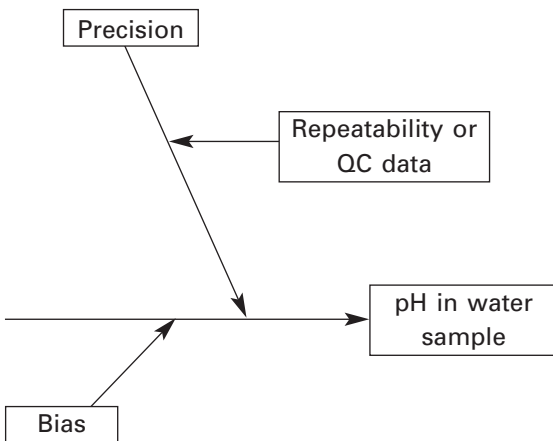 Precision
Repeatability or
QC data
pH in water
sample
Bias